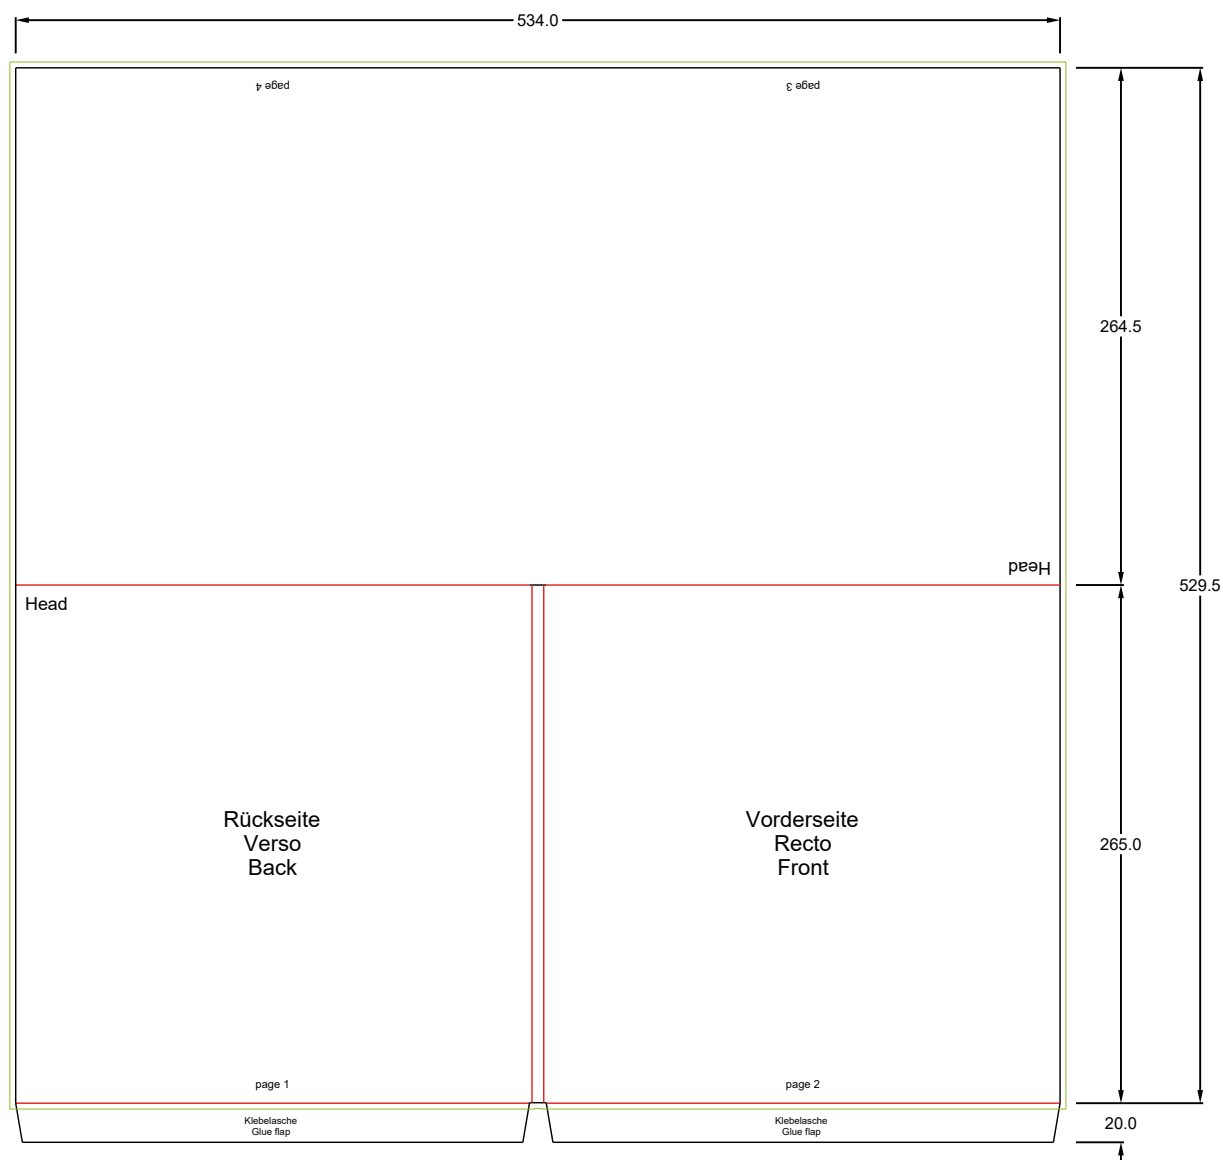 534.0
page 4
page 3
264.5
Head
529.5
Head
Rückseite
Verso
Back
Vorderseite
Recto
Front
265.0
page 1
page 2
Klebelasche
Glue flap
Klebelasche
Glue flap
20.0